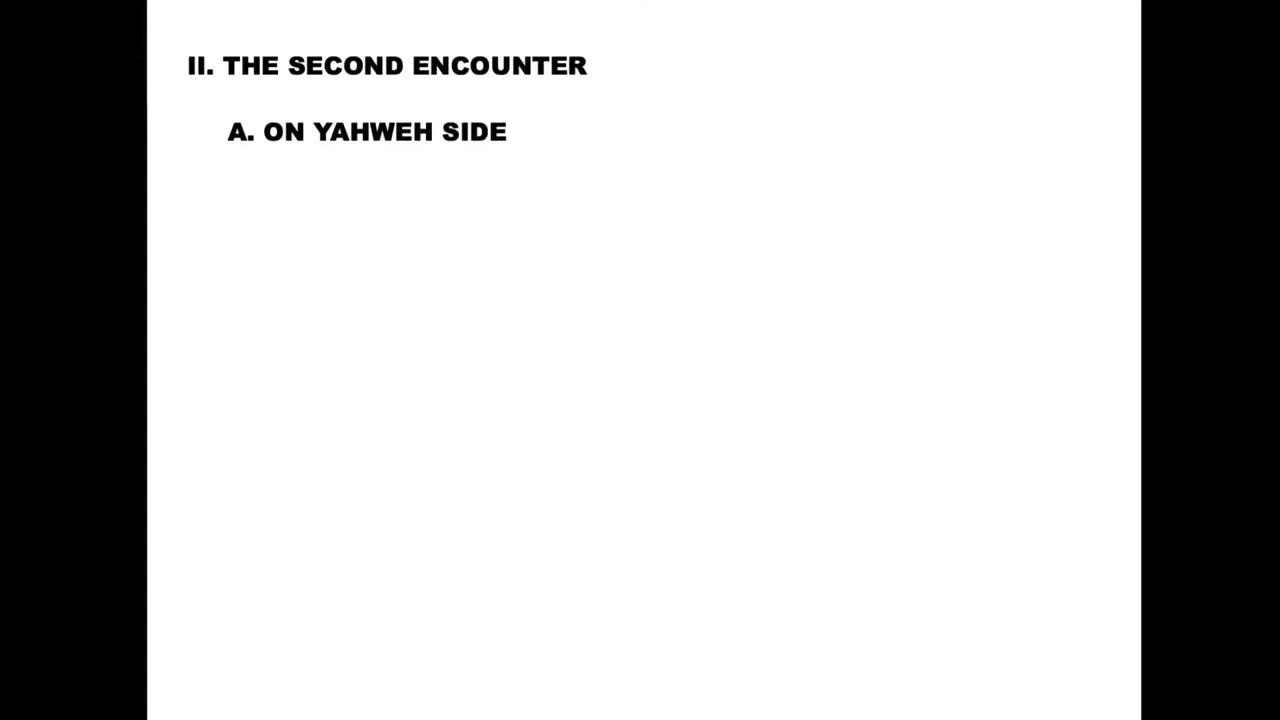 II. THE SECOND ENCOUNTER
A. ON YAHWEH SIDE